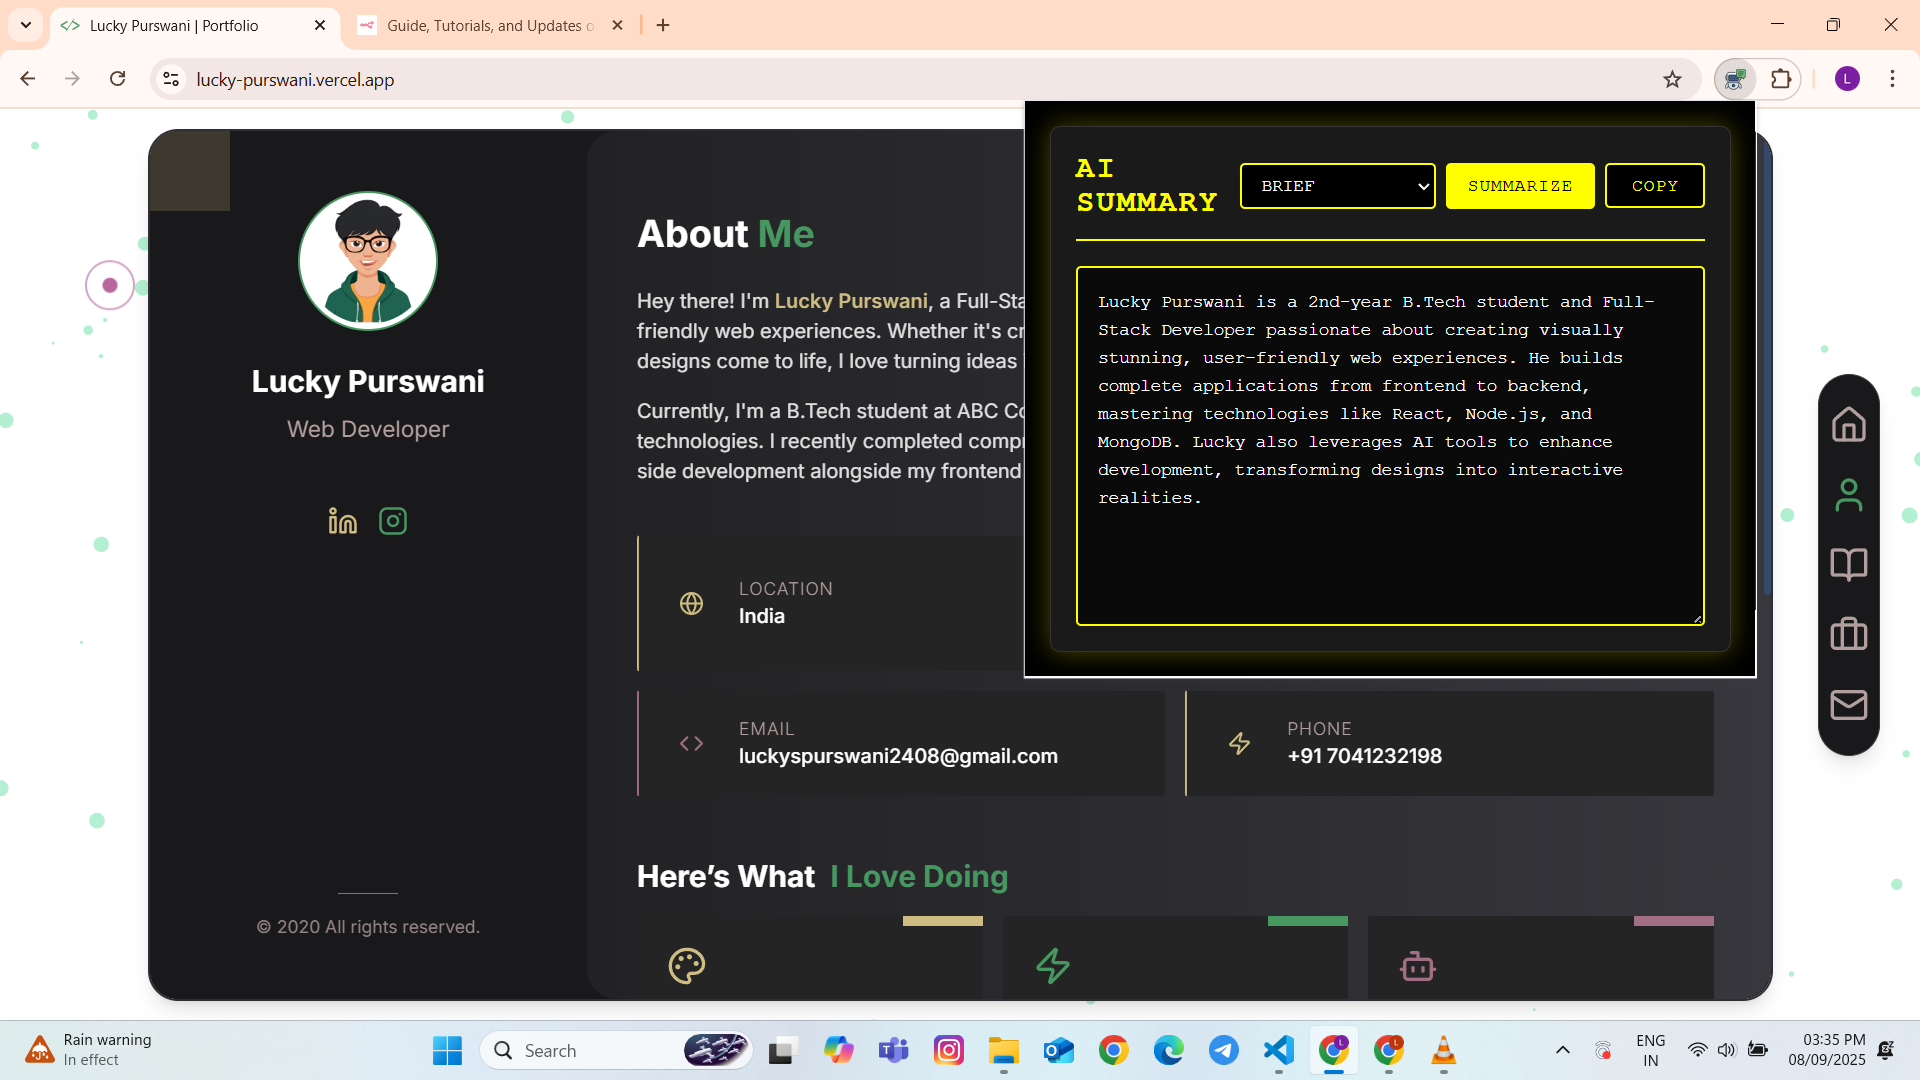 Lucky Purswani | Portfolio
Guide, Tutorials, and Updates o
lucky-purswani.vercel.app
L
Lucky Purswani
Web Developer
© 2020 All rights reserved.
About Me
Hey there! I'm Lucky Purswani, a Full-Sta
friendly web experiences. Whether it's cr
designs come to life, I love turning ideas
Currently, I'm a B.Tech student at ABC Co
technologies. I recently completed compr
side development alongside my frontend
LOCATION
India
EMAIL
luckyspurswani2408@gmail.com
PHONE
+91 7041232198
Here’s What I Love Doing
AI
SUMMARY
BRIEF
SUMMARIZE
COPY
Lucky Purswani is a 2nd-year B.Tech student and Full-
Stack Developer passionate about creating visually
stunning, user-friendly web experiences. He builds
complete applications from frontend to backend,
mastering technologies like React, Node.js, and
MongoDB. Lucky also leverages AI tools to enhance
development, transforming designs into interactive
realities.
Rain warning
In effect
Search
ENG
IN
03:35 PM
08/09/2025